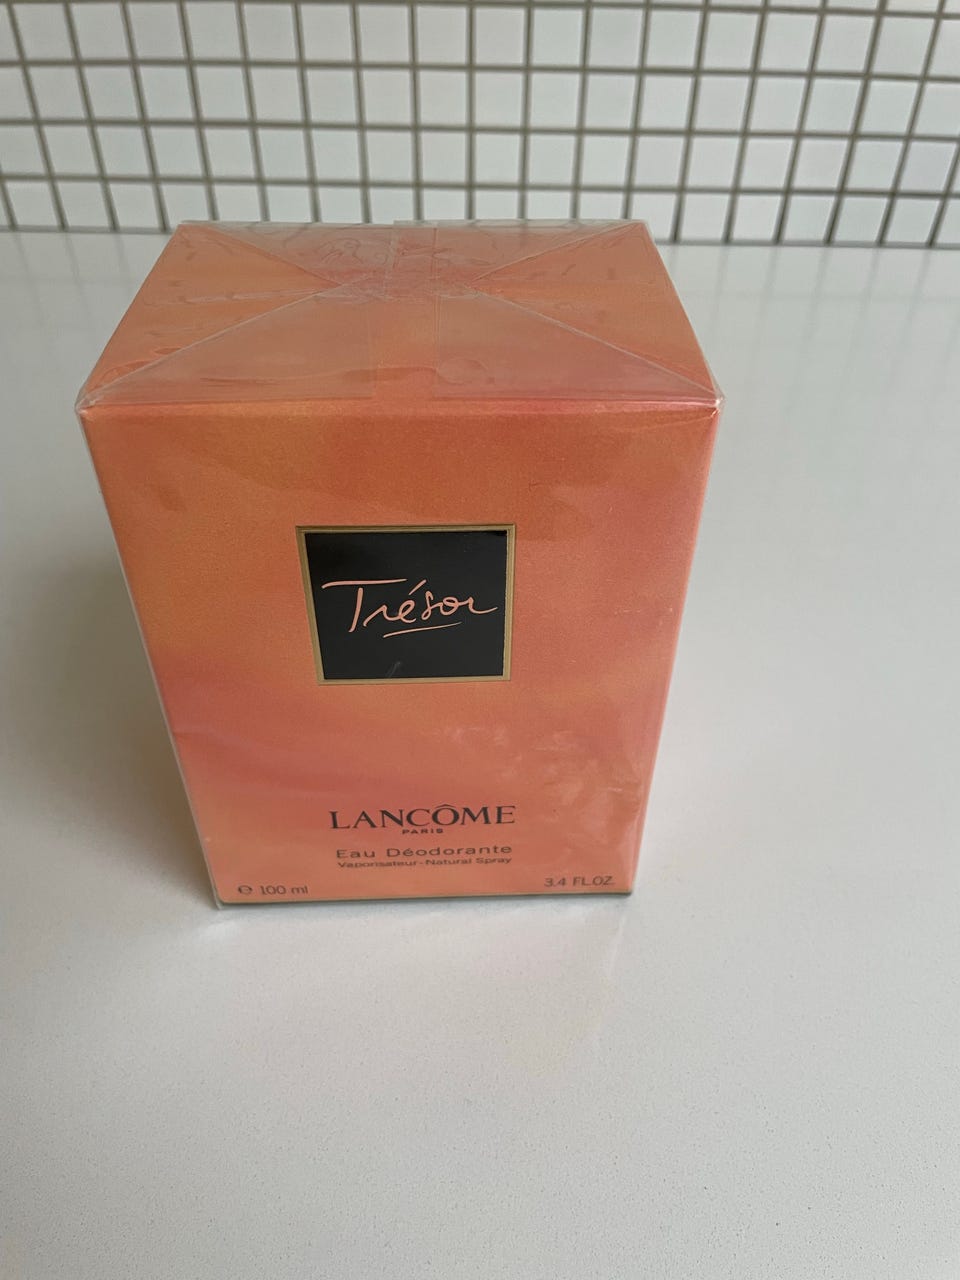 Trésor
LANCÔME
PARIS
Eau Déodorante
Vaporisateur-Natural Spray
℮ 100 ml 3.4 FL.OZ.